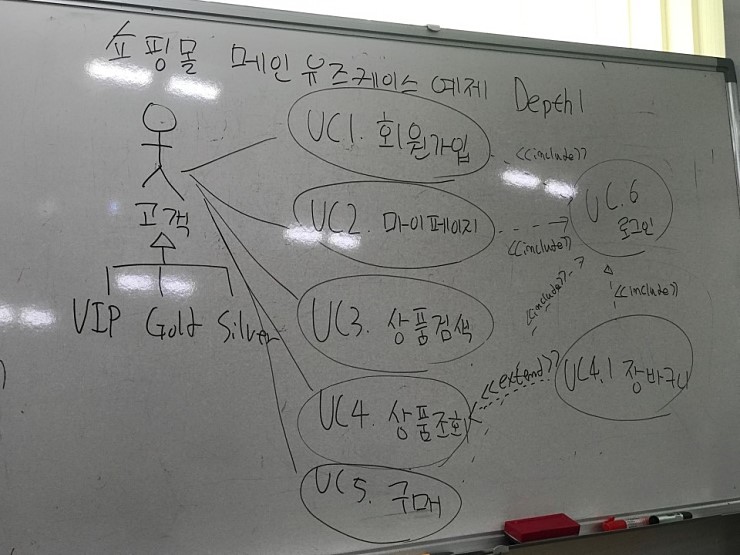 쇼핑몰 메인 유즈케이스 예제 Depth1
UC1. 회원가입
<<include>>
UC2. 마이페이지
<<include>>
UC.6
로그인
고객
VIP Gold Silver
UC3. 상품검색
<<include>>
<<include>>
UC4. 상품조회
<<extend>>
UC4.1 장바구니
UC5. 구매